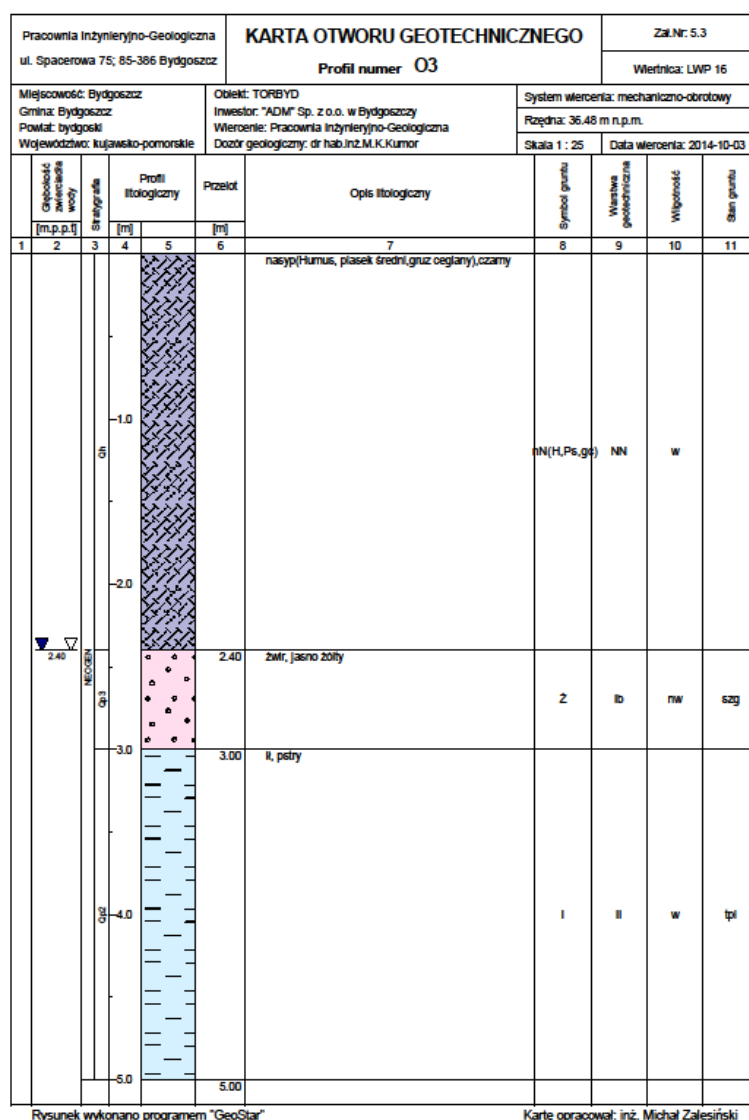 Pracownia Inżynieryjno-Geologiczna
ul. Spacerowa 75; 85-386 Bydgoszcz
KARTA OTWORU GEOTECHNICZNEGO
Profil numer O3
Zał.Nr: 5.3
Wiertnica: LWP 16
Miejscowość: Bydgoszcz
Gmina: Bydgoszcz
Powiat: bydgoski
Województwo: kujawsko-pomorskie
Obiekt: TORBYD
Inwestor: "ADM" Sp. z o.o. w Bydgoszczy
Wiercenie: Pracownia Inżynieryjno-Geologiczna
Dozór geologiczny: dr hab.inż.M.K.Kumor
System wiercenia: mechaniczno-obrotowy
Rzędna: 36.48 m n.p.m.
Skala 1 : 25
Data wiercenia: 2014-10-03
Głębokość zwierciadła wody
[m.p.p.t]
Stratygrafia
Profil litologiczny
[m]
Przelot
[m]
Opis litologiczny
Symbol gruntu
Warstwa geotechniczna
Wilgotność
Stan gruntu
1 2 3 4 5 6 7 8 9 10 11
nasyp(Humus, piasek średni,gruz ceglany),czarny
-1.0
Qh
nN(H,Ps,gc) NN w
-2.0
2.40
NEOGEN
2.40 żwir, jasno żółty
Qp3
Ż Ib nw szg
-3.0
3.00 ił, pstry
Qp2
-4.0
I II w tpl
-5.0
5.00
Rysunek wykonano programem "GeoStar"
Kartę opracował: inż. Michał Zalesiński